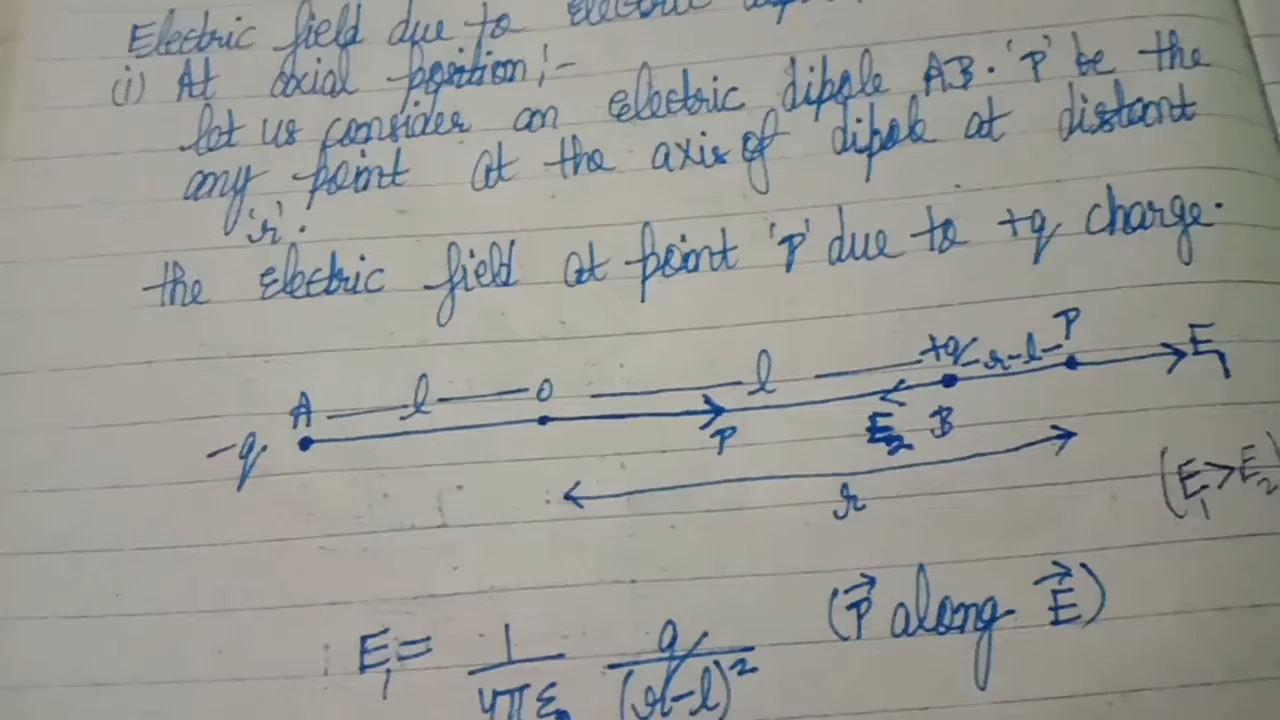 Electric field due to electric
(i) At axial position;-
Let us consider an electric dipole AB. 'P' be the
any point at the axis of dipole at distant
'r'.
the electric field at point 'P' due to +q charge.
A l O l +q r-l P E₁
-q P E₂ B
r (E₁>E₂)
E₁ = 1/4πε₀ q/(r-l)² (P⃗ along E⃗)